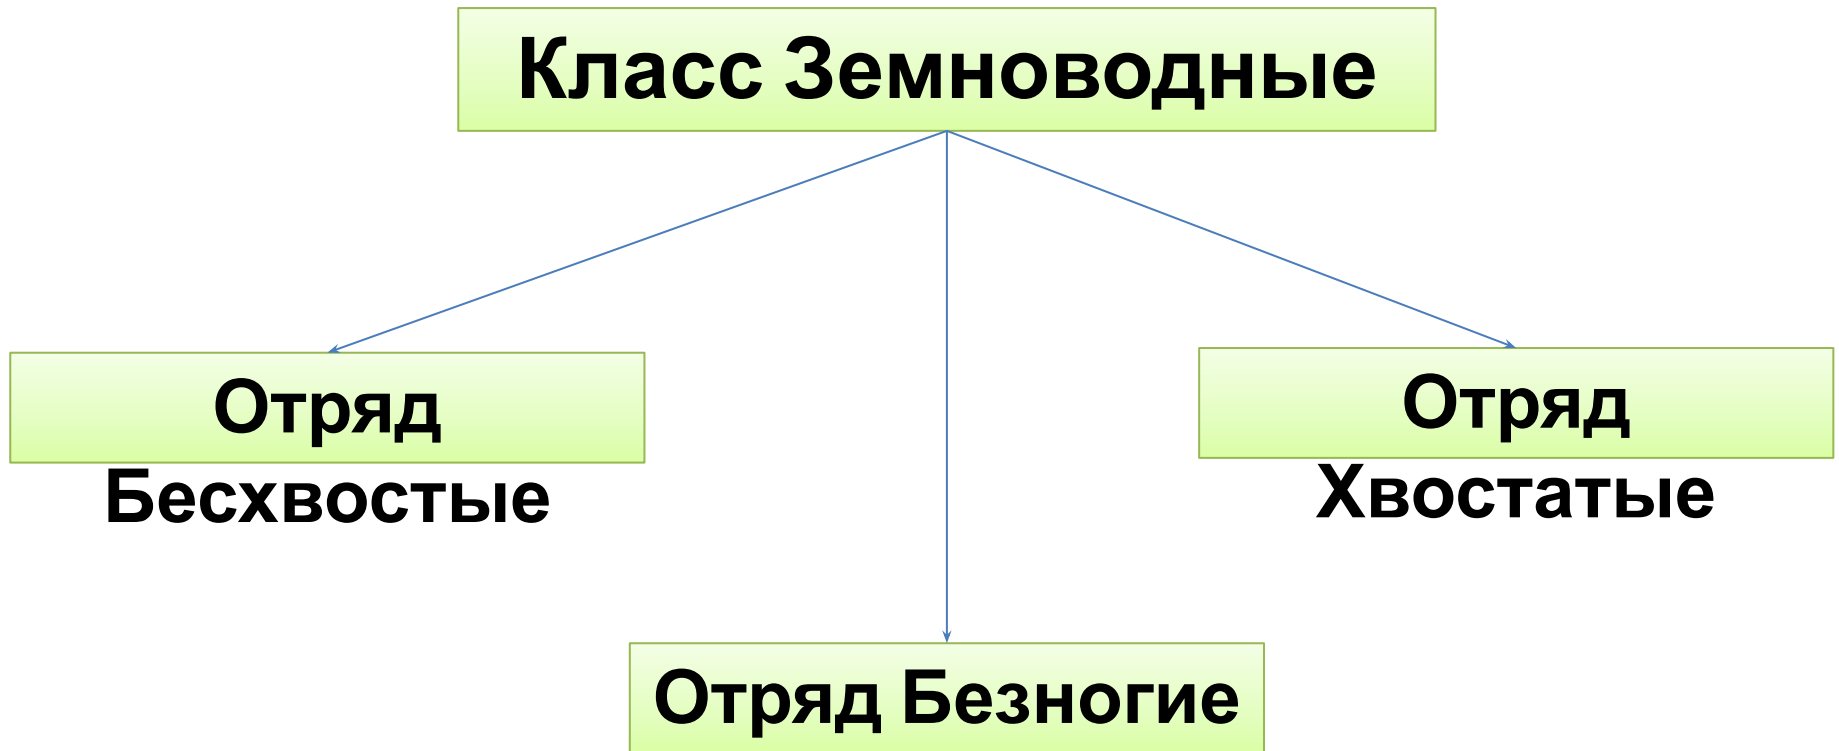 Класс Земноводные
Отряд
Бесхвостые
Отряд
Хвостатые
Отряд Безногие